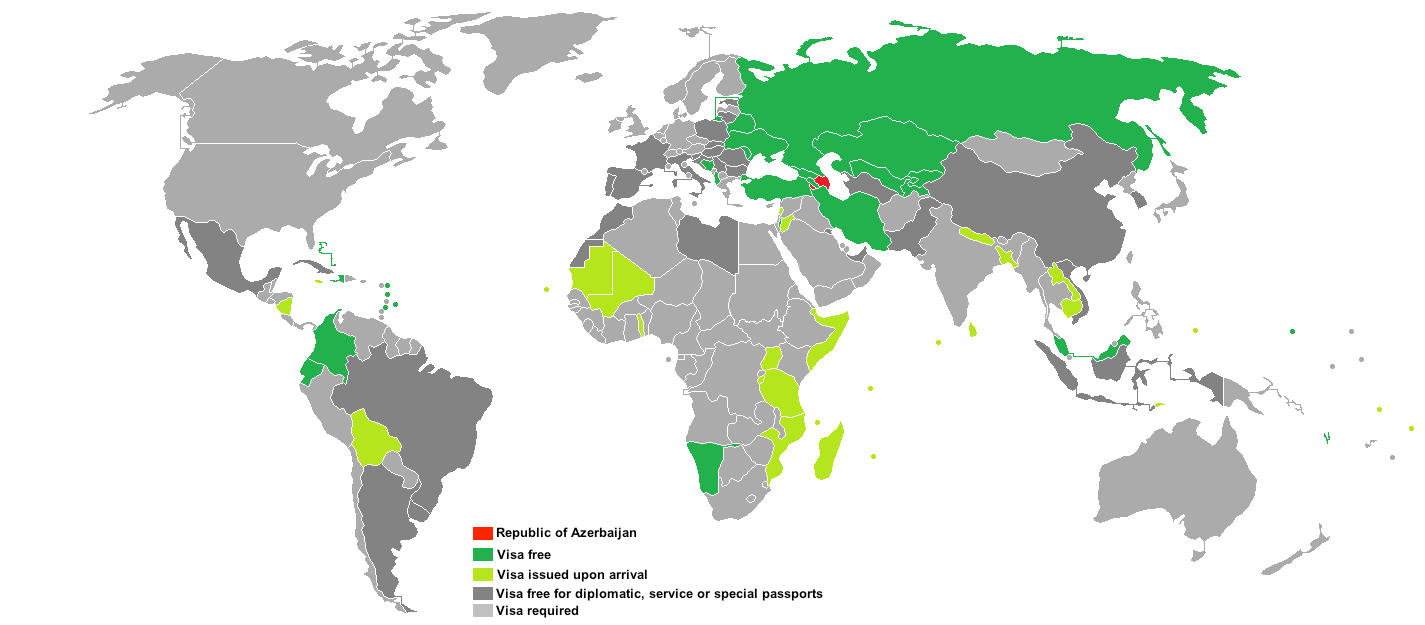 Republic of Azerbaijan
Visa free
Visa issued upon arrival
Visa free for diplomatic, service or special passports
Visa required